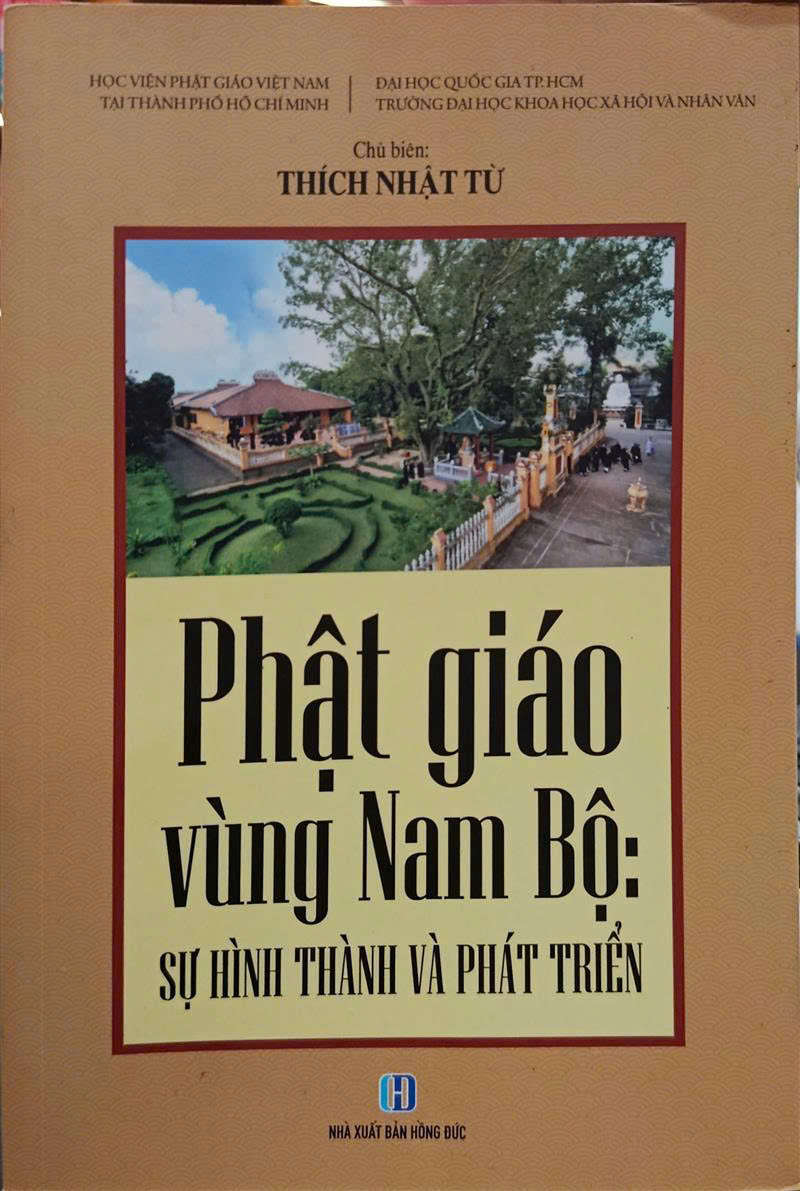 HỌC VIỆN PHẬT GIÁO VIỆT NAM
TẠI THÀNH PHỐ HỒ CHÍ MINH
ĐẠI HỌC QUỐC GIA TP. HCM
TRƯỜNG ĐẠI HỌC KHOA HỌC XÃ HỘI VÀ NHÂN VĂN
Chủ biên:
THÍCH NHẬT TỪ
Phật giáo
vùng Nam Bộ:
SỰ HÌNH THÀNH VÀ PHÁT TRIỂN
NHÀ XUẤT BẢN HỒNG ĐỨC